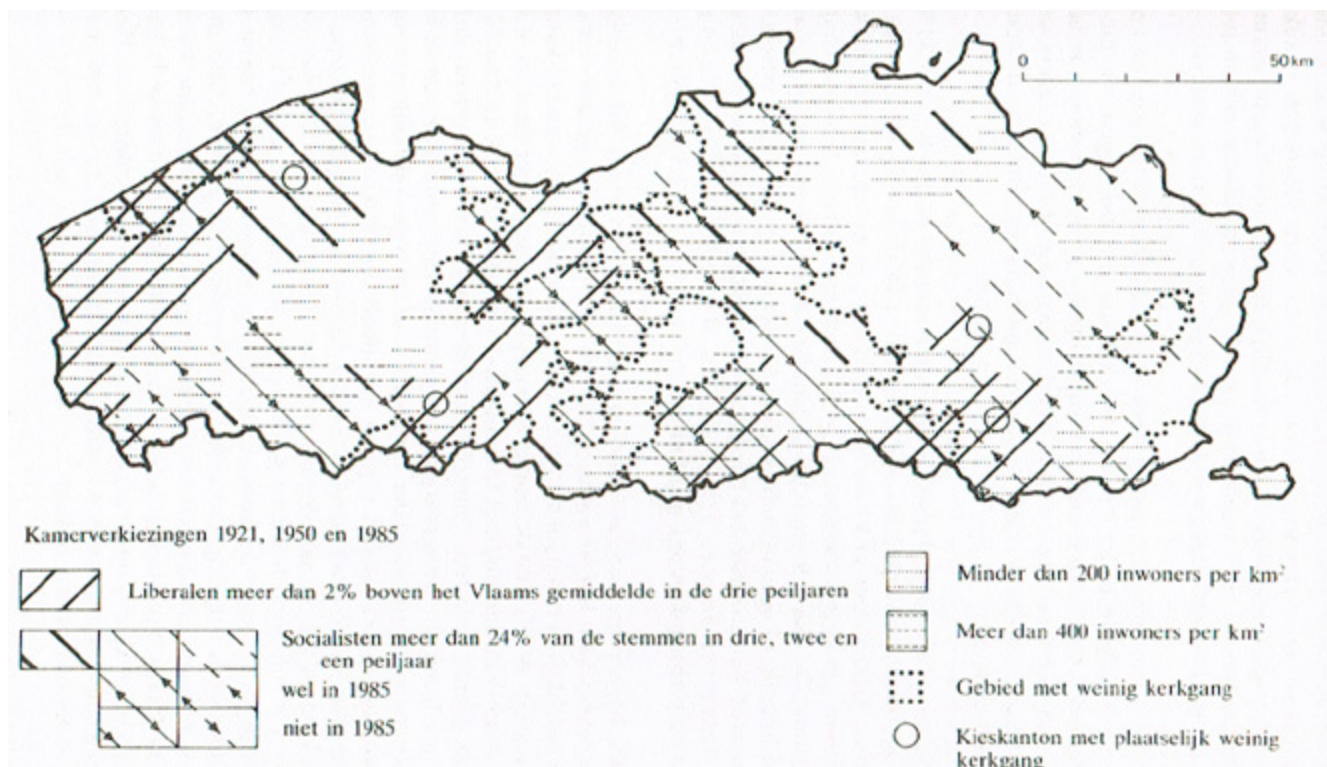 0 50km
Kamerverkiezingen 1921, 1950 en 1985
Liberalen meer dan 2% boven het Vlaams gemiddelde in de drie peiljaren
Socialisten meer dan 24% van de stemmen in drie, twee en
een peiljaar
wel in 1985
niet in 1985
Minder dan 200 inwoners per km²
Meer dan 400 inwoners per km²
Gebied met weinig kerkgang
Kieskanton met plaatselijk weinig
kerkgang